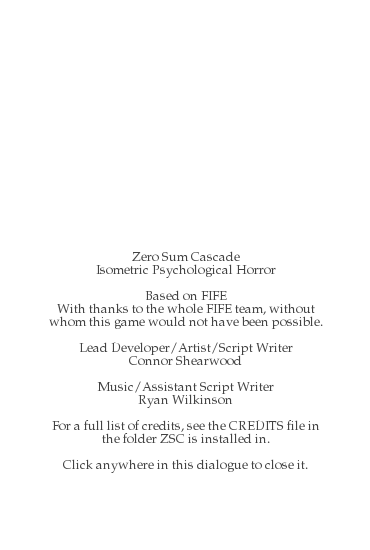 Zero Sum Cascade
Isometric Psychological Horror
Based on FIFE
With thanks to the whole FIFE team, without
whom this game would not have been possible.
Lead Developer/Artist/Script Writer
Connor Shearwood
Music/Assistant Script Writer
Ryan Wilkinson
For a full list of credits, see the CREDITS file in
the folder ZSC is installed in.
Click anywhere in this dialogue to close it.